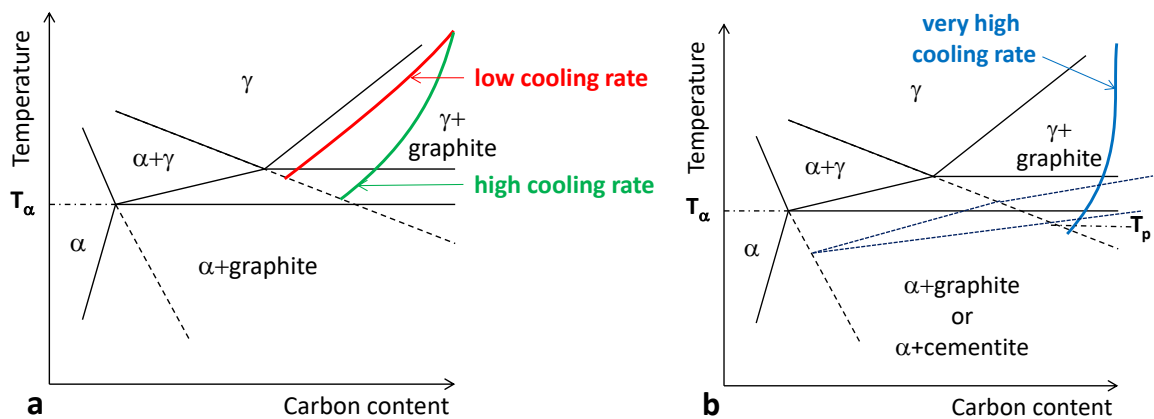 Temperature
γ
low cooling rate
γ+
graphite
α+γ
high cooling rate
Tα
α
α+graphite
a
Carbon content
very high
cooling rate
Temperature
γ
γ+
graphite
α+γ
Tα
Tp
α
α+graphite
or
α+cementite
b
Carbon content